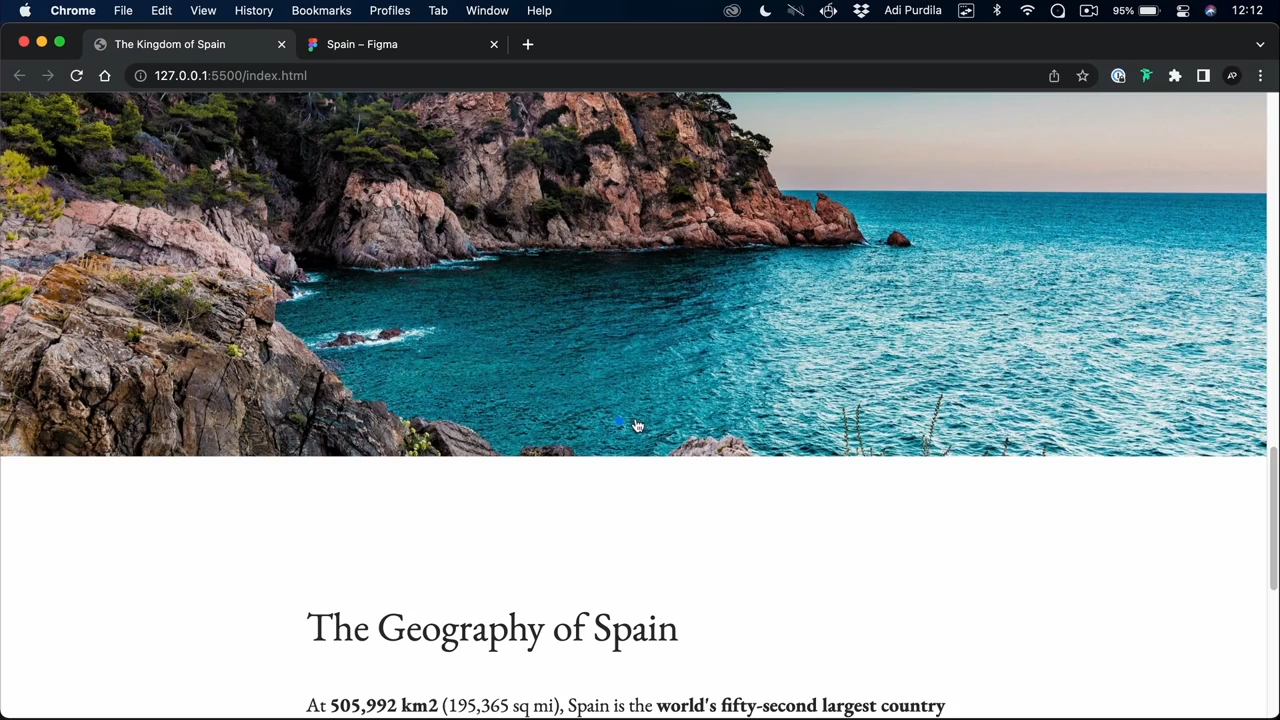 Chrome File Edit View History Bookmarks Profiles Tab Window Help Adi Purdila 95% 12:12
The Kingdom of Spain Spain – Figma
127.0.0.1:5500/index.html
The Geography of Spain
At 505,992 km2 (195,365 sq mi), Spain is the world's fifty-second largest country